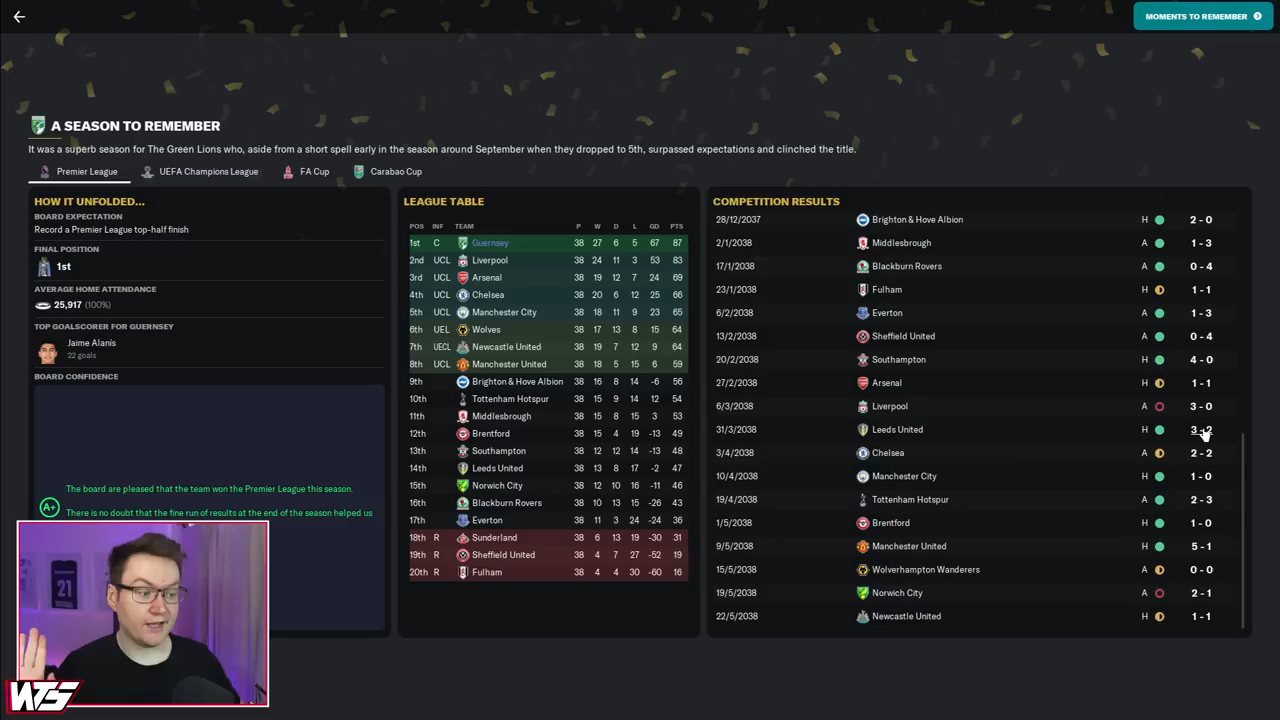 MOMENTS TO REMEMBER
A SEASON TO REMEMBER
It was a superb season for The Green Lions who, aside from a short spell early in the season around September when they dropped to 5th, surpassed expectations and clinched the title.
Premier League UEFA Champions League FA Cup Carabao Cup
HOW IT UNFOLDED...
BOARD EXPECTATION
Record a Premier League top-half finish
FINAL POSITION
1st
AVERAGE HOME ATTENDANCE
25,917 (100%)
TOP GOALSCORER FOR GUERNSEY
Jaime Alanís
22 goals
BOARD CONFIDENCE
The board are pleased that the team won the Premier League this season.
A+
There is no doubt that the fine run of results at the end of the season helped us
21
WTS
LEAGUE TABLE
POS INF TEAM P W D L GD PTS
1st C Guernsey 38 27 6 5 67 87
2nd UCL Liverpool 38 24 11 3 53 83
3rd UCL Arsenal 38 19 12 7 24 69
4th UCL Chelsea 38 20 6 12 25 66
5th UCL Manchester City 38 18 11 9 23 65
6th UEL Wolves 38 17 13 8 15 64
7th UECL Newcastle United 38 19 7 12 9 64
8th UCL Manchester United 38 18 5 15 6 59
9th Brighton & Hove Albion 38 16 8 14 -6 56
10th Tottenham Hotspur 38 15 9 14 12 54
11th Middlesbrough 38 15 8 15 3 53
12th Brentford 38 15 4 19 -13 49
13th Southampton 38 12 12 14 -13 48
14th Leeds United 38 13 8 17 -2 47
15th Norwich City 38 12 10 16 -11 46
16th Blackburn Rovers 38 10 13 15 -26 43
17th Everton 38 11 3 24 -24 36
18th R Sunderland 38 6 13 19 -30 31
19th R Sheffield United 38 4 7 27 -52 19
20th R Fulham 38 4 4 30 -60 16
COMPETITION RESULTS
28/12/2037 Brighton & Hove Albion H 2 - 0
2/1/2038 Middlesbrough A 1 - 3
17/1/2038 Blackburn Rovers A 0 - 4
23/1/2038 Fulham H 1 - 1
6/2/2038 Everton A 1 - 3
13/2/2038 Sheffield United A 0 - 4
20/2/2038 Southampton H 4 - 0
27/2/2038 Arsenal H 1 - 1
6/3/2038 Liverpool A 3 - 0
31/3/2038 Leeds United H 3 - 2
3/4/2038 Chelsea A 2 - 2
10/4/2038 Manchester City H 1 - 0
19/4/2038 Tottenham Hotspur A 2 - 3
1/5/2038 Brentford H 1 - 0
9/5/2038 Manchester United H 5 - 1
15/5/2038 Wolverhampton Wanderers A 0 - 0
19/5/2038 Norwich City A 2 - 1
22/5/2038 Newcastle United H 1 - 1